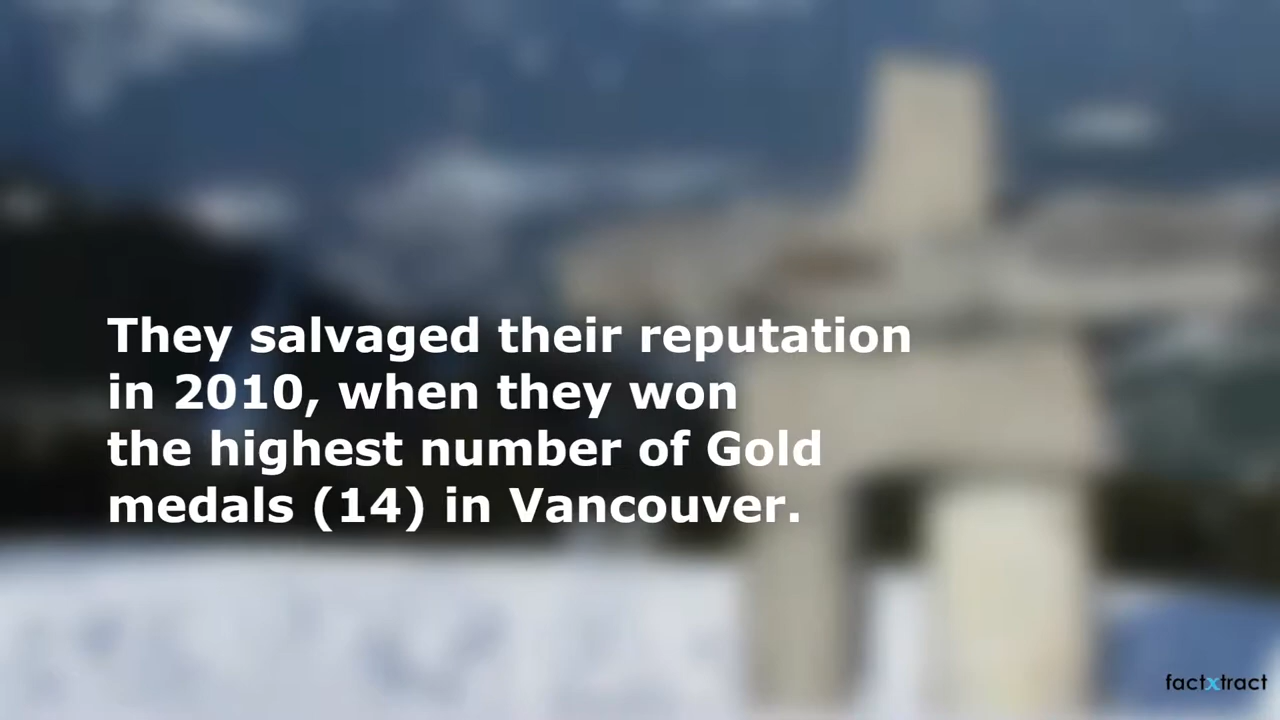 They salvaged their reputation
in 2010, when they won
the highest number of Gold
medals (14) in Vancouver.
factxtract